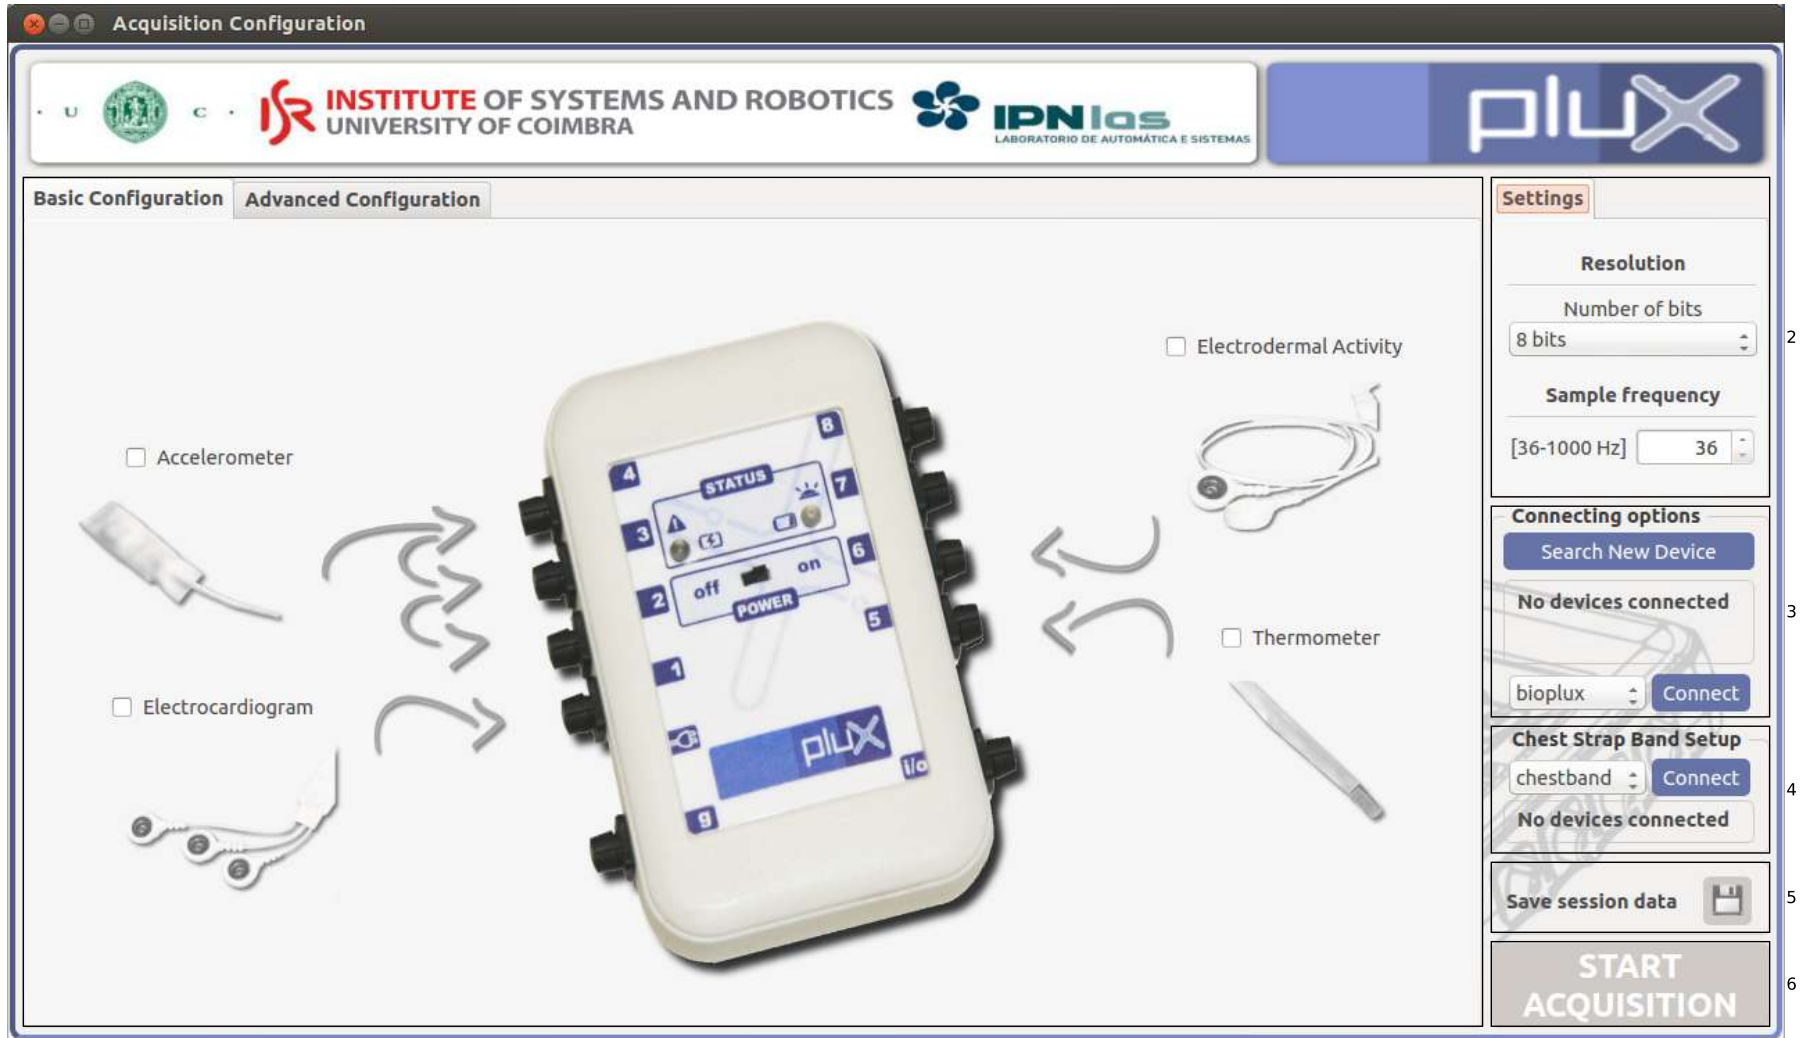 Acquisition Configuration
· U C ·
ISR INSTITUTE OF SYSTEMS AND ROBOTICS
UNIVERSITY OF COIMBRA
IPNlas
LABORATORIO DE AUTOMÁTICA E SISTEMAS
plux
Basic Configuration Advanced Configuration
Accelerometer
Electrocardiogram
Electrodermal Activity
Thermometer
8
4
STATUS
7
3
6
off on
2
POWER
5
1
plux
i/o
g
Settings
Resolution
Number of bits
8 bits
2
Sample frequency
[36-1000 Hz] 36
Connecting options
Search New Device
No devices connected
3
bioplux Connect
Chest Strap Band Setup
chestband Connect
4
No devices connected
Save session data
5
START
ACQUISITION
6